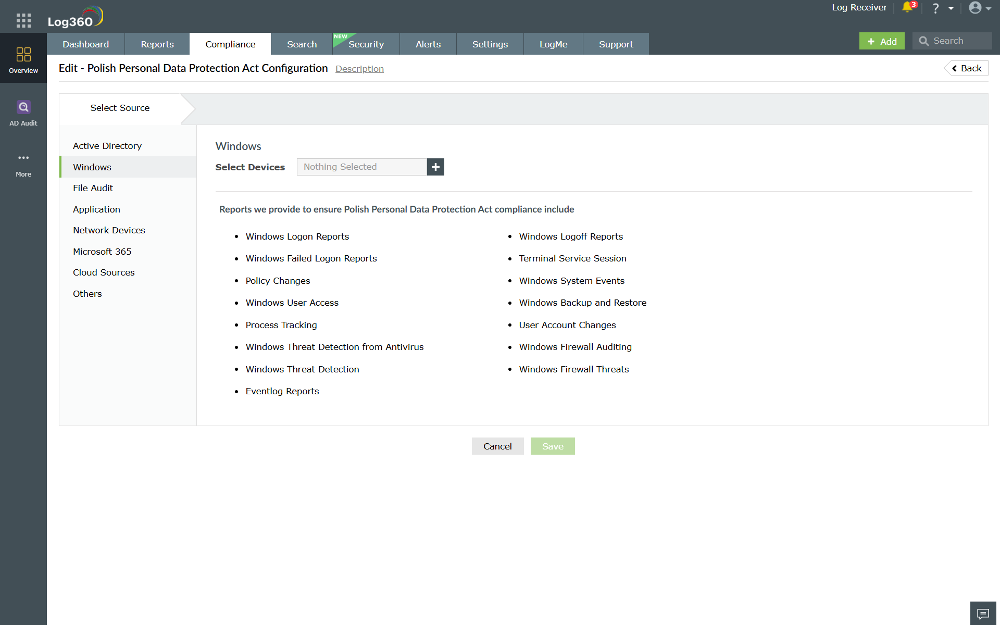 Log Receiver
3
?
Log360
Dashboard
Reports
Compliance
Search
NEW
Security
Alerts
Settings
LogMe
Support
+ Add
Search
Overview
AD Audit
More
Edit - Polish Personal Data Protection Act Configuration
Description
Back
Select Source
Active Directory
Windows
File Audit
Application
Network Devices
Microsoft 365
Cloud Sources
Others
Windows
Select Devices
Nothing Selected
+
Reports we provide to ensure Polish Personal Data Protection Act compliance include
• Windows Logon Reports
• Windows Logoff Reports
• Windows Failed Logon Reports
• Terminal Service Session
• Policy Changes
• Windows System Events
• Windows User Access
• Windows Backup and Restore
• Process Tracking
• User Account Changes
• Windows Threat Detection from Antivirus
• Windows Firewall Auditing
• Windows Threat Detection
• Windows Firewall Threats
• Eventlog Reports
Cancel
Save